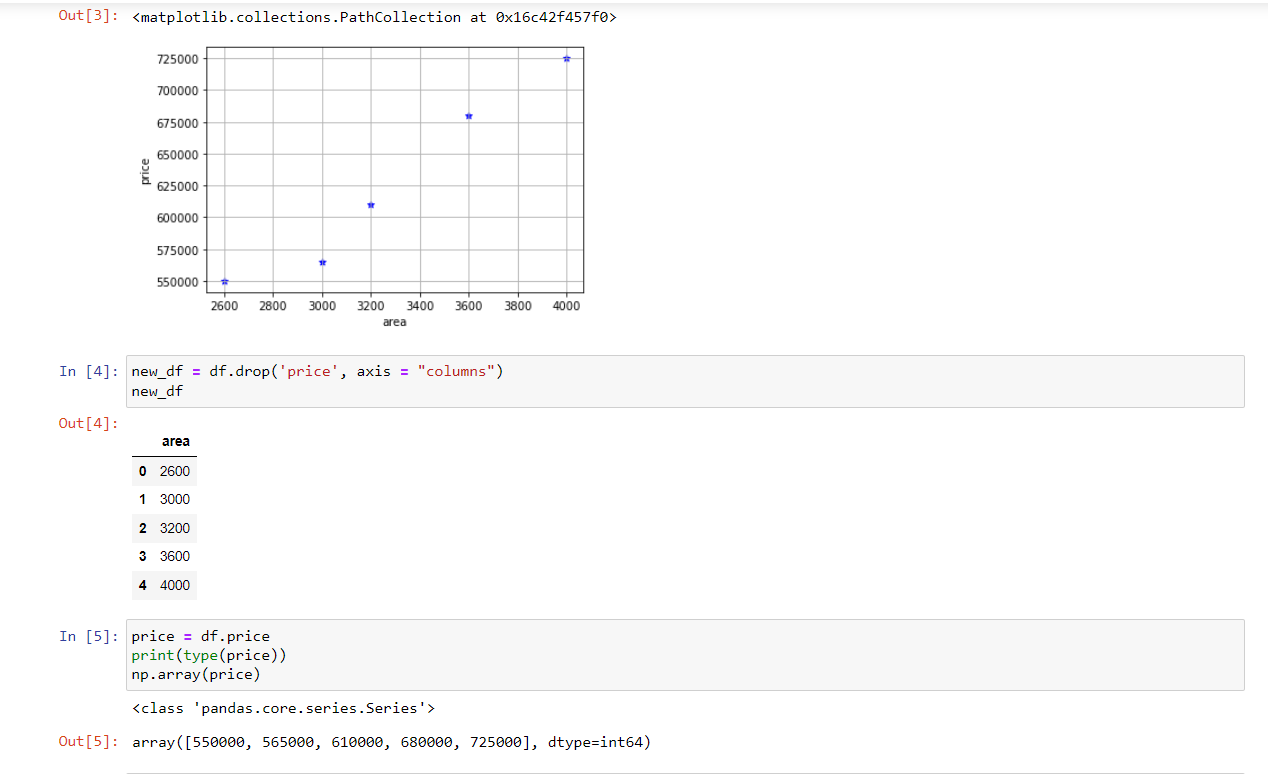 Out[3]: <matplotlib.collections.PathCollection at 0x16c42f457f0>
725000
700000
675000
650000
625000
600000
575000
550000
price
2600 2800 3000 3200 3400 3600 3800 4000
area
In [4]: new_df = df.drop('price', axis = "columns")
new_df
Out[4]:
area
0 2600
1 3000
2 3200
3 3600
4 4000
In [5]: price = df.price
print(type(price))
np.array(price)
<class 'pandas.core.series.Series'>
Out[5]: array([550000, 565000, 610000, 680000, 725000], dtype=int64)